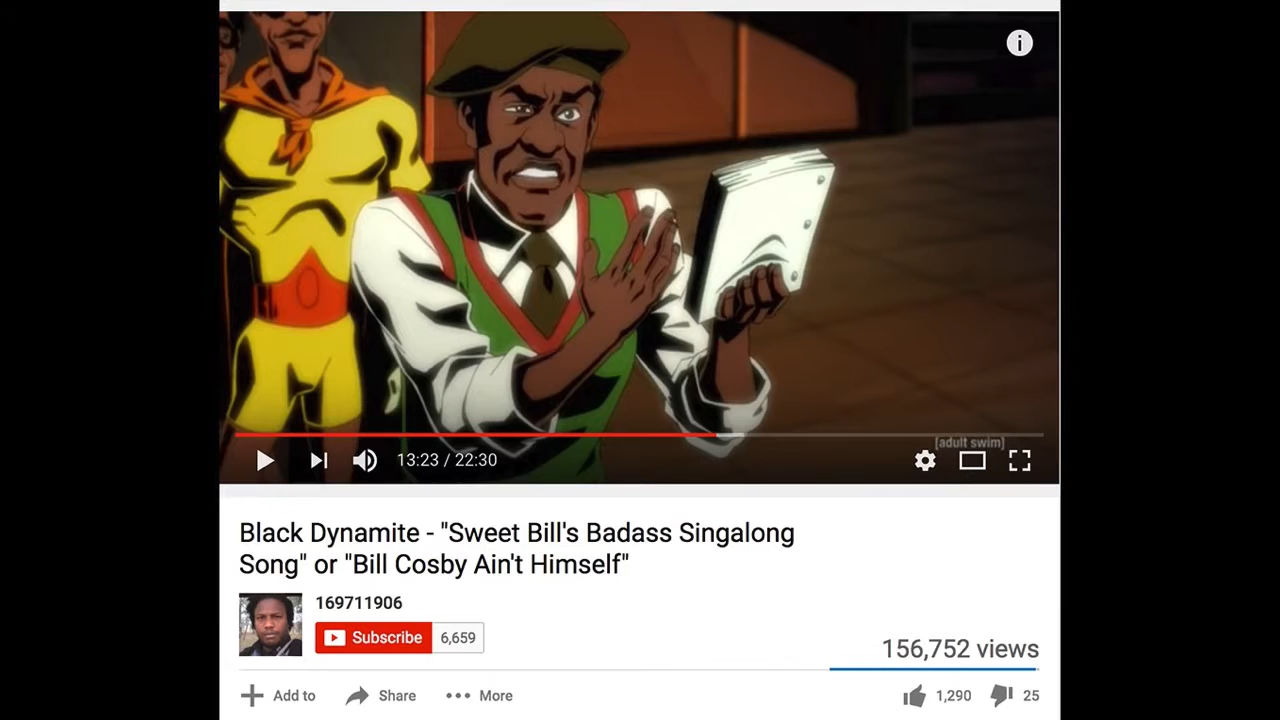 [adult swim]
13:23 / 22:30
Black Dynamite - "Sweet Bill's Badass Singalong
Song" or "Bill Cosby Ain't Himself"
169711906
Subscribe 6,659
156,752 views
Add to Share More 1,290 25